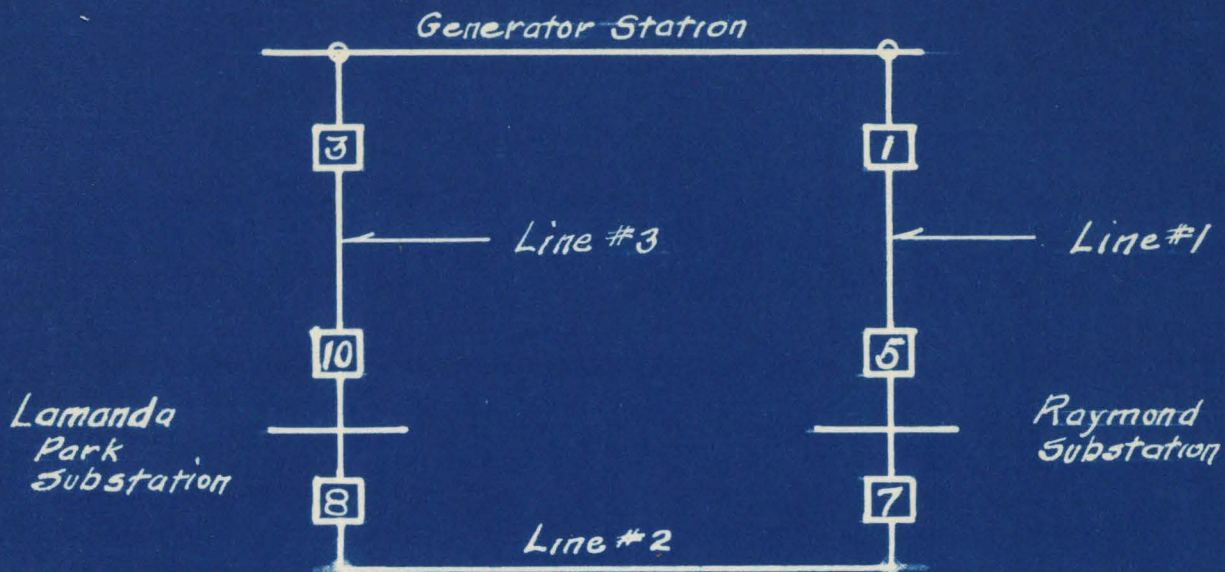 Generator Station
3
1
Line #3
Line #1
10
5
Lamanda
Park
Substation
Raymond
Substation
8
7
Line #2